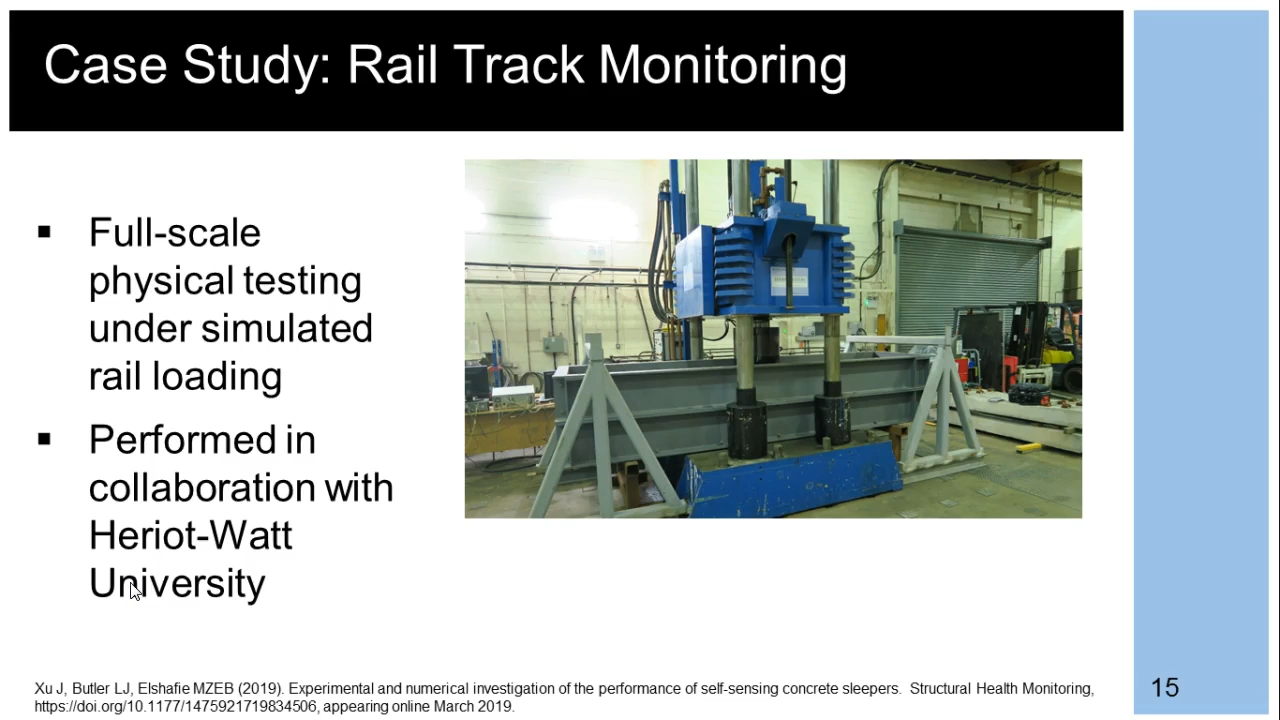 Case Study: Rail Track Monitoring
▪ Full-scale
physical testing
under simulated
rail loading
▪ Performed in
collaboration with
Heriot-Watt
University
Xu J, Butler LJ, Elshafie MZEB (2019). Experimental and numerical investigation of the performance of self-sensing concrete sleepers. Structural Health Monitoring,
https://doi.org/10.1177/1475921719834506, appearing online March 2019.
15